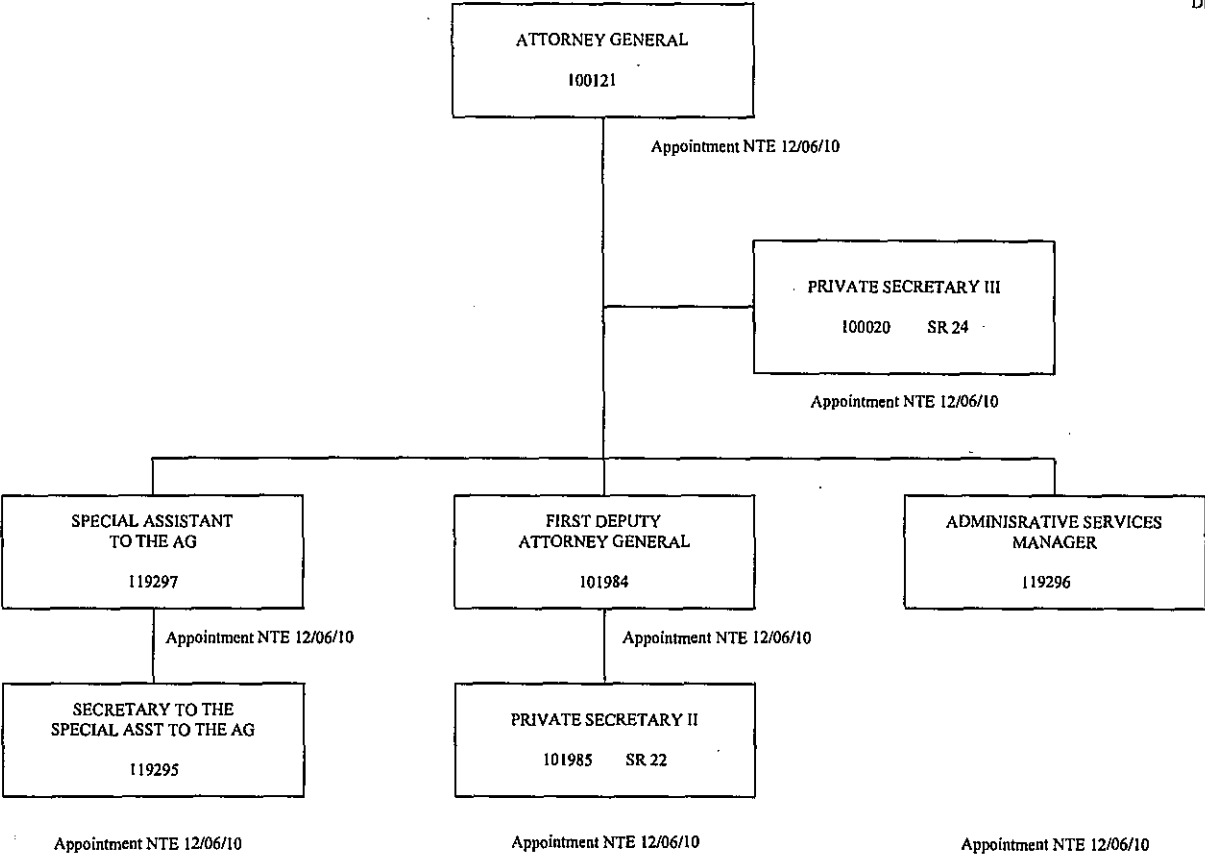 ATTORNEY GENERAL
100121
Appointment NTE 12/06/10
PRIVATE SECRETARY III
100020 SR 24
Appointment NTE 12/06/10
SPECIAL ASSISTANT
TO THE AG
119297
Appointment NTE 12/06/10
FIRST DEPUTY
ATTORNEY GENERAL
101984
Appointment NTE 12/06/10
ADMINISRATIVE SERVICES
MANAGER
119296
SECRETARY TO THE
SPECIAL ASST TO THE AG
119295
PRIVATE SECRETARY II
101985 SR 22
Appointment NTE 12/06/10
Appointment NTE 12/06/10
Appointment NTE 12/06/10